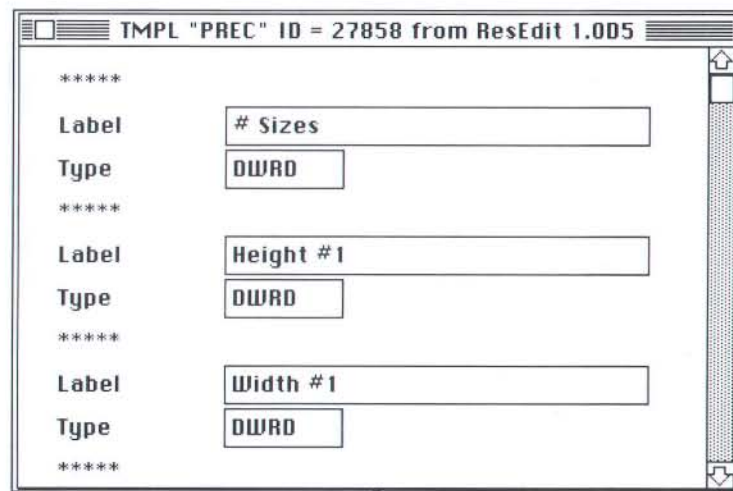 TMPL "PREC" ID = 27858 from ResEdit 1.0D5
*****
Label # Sizes
Type DWRD
*****
Label Height #1
Type DWRD
*****
Label Width #1
Type DWRD
*****